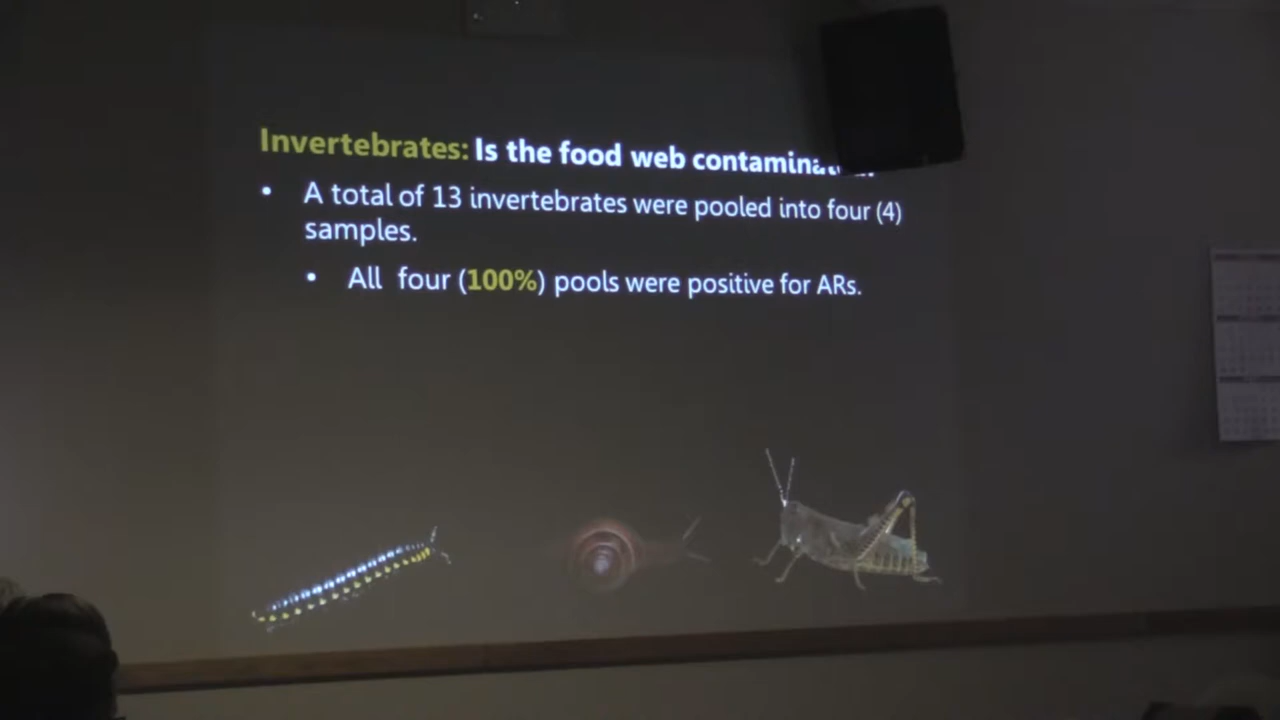 Invertebrates: Is the food web
• A total of 13 invertebrates were pooled into four (4)
samples.
• All four (100%) pools were positive for ARs.